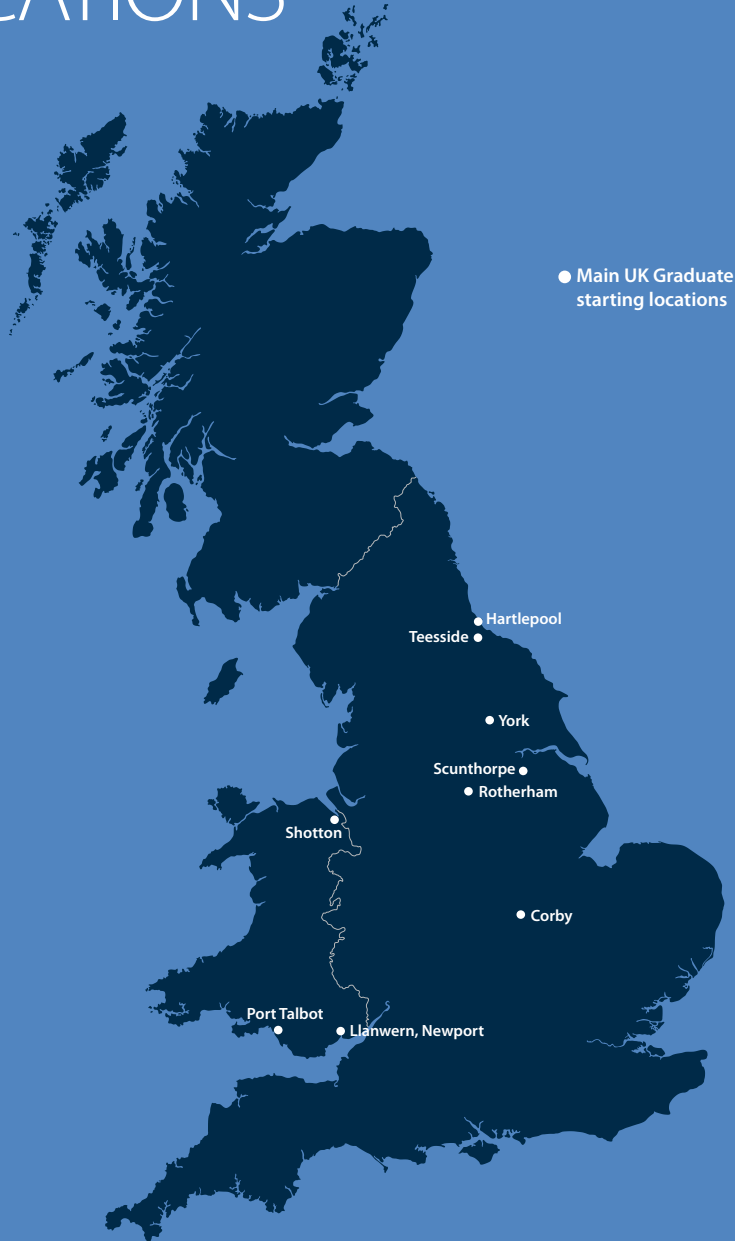 CATIONS
Main UK Graduate
starting locations
Hartlepool
Teesside
York
Scunthorpe
Rotherham
Shotton
Corby
Port Talbot
Llanwern, Newport